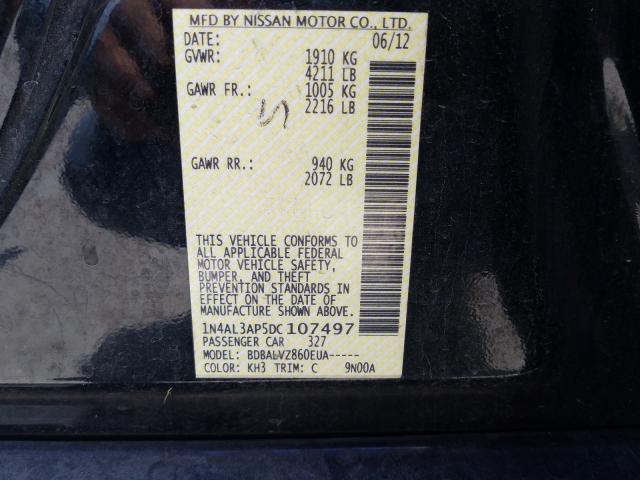 MFD BY NISSAN MOTOR CO., LTD.
DATE: 06/12
GVWR: 1910 KG
4211 LB
GAWR FR.: 1005 KG
2216 LB
GAWR RR.: 940 KG
2072 LB
THIS VEHICLE CONFORMS TO
ALL APPLICABLE FEDERAL
MOTOR VEHICLE SAFETY,
BUMPER, AND THEFT
PREVENTION STANDARDS IN
EFFECT ON THE DATE OF
MANUFACTURE SHOWN ABOVE.
1N4AL3AP5DC107497
PASSENGER CAR 327
MODEL: BDBALVZ860EUA-----
COLOR: KH3 TRIM: C 9N00A